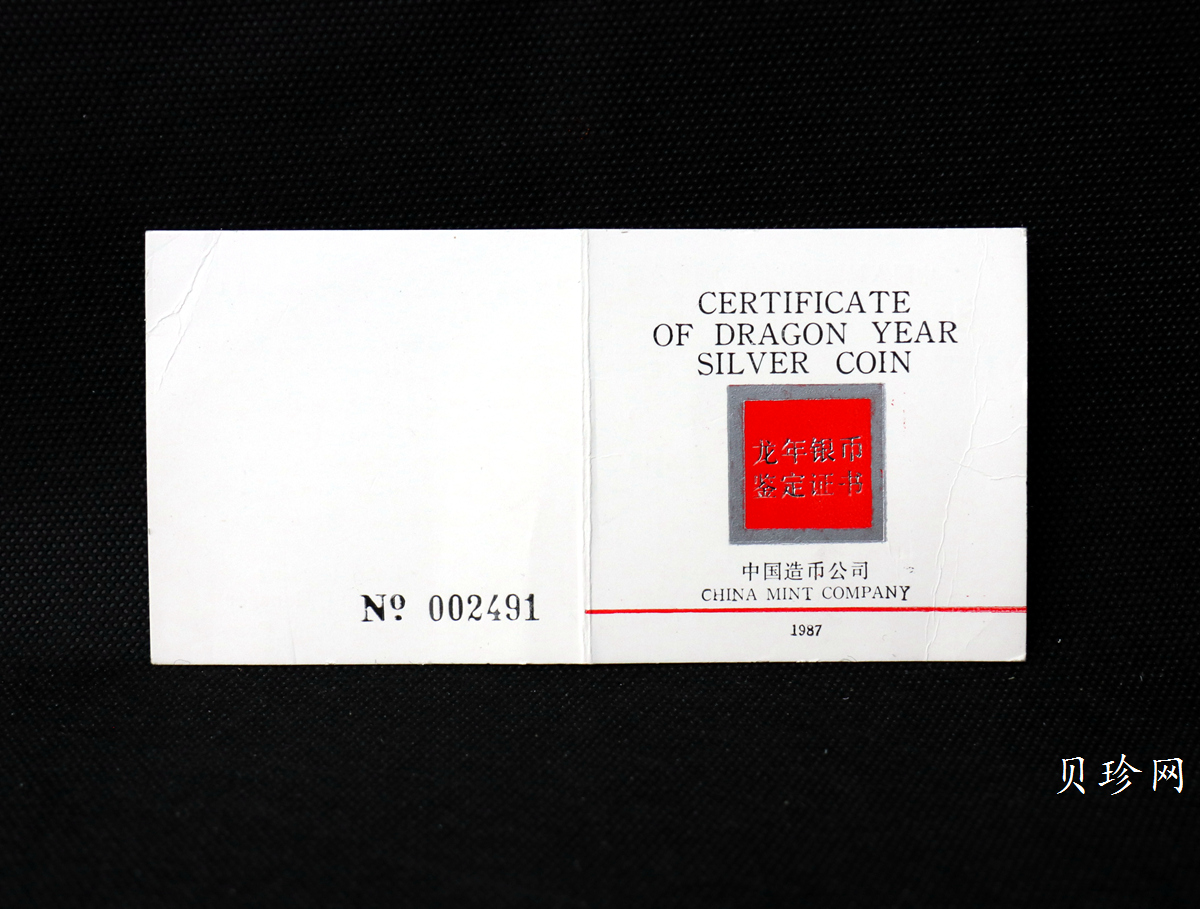 Nº 002491
CERTIFICATE
OF DRAGON YEAR
SILVER COIN
龙年银币
鉴定证书
中国造币公司
CHINA MINT COMPANY
1987
贝珍网